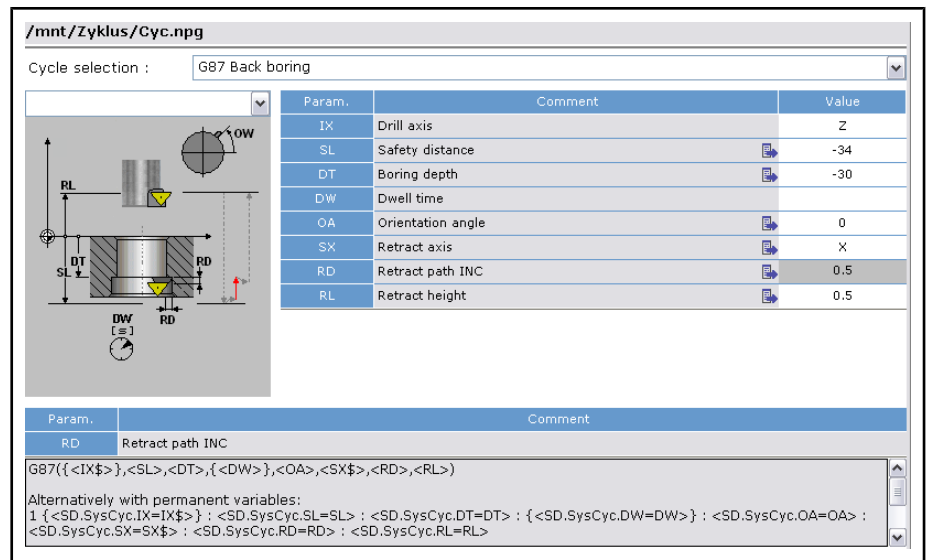 /mnt/Zyklus/Cyc.npg
Cycle selection : G87 Back boring
OW
RL
DT
SL
RD
DW
[s]
RD
Param. Comment Value
IX Drill axis Z
SL Safety distance -34
DT Boring depth -30
DW Dwell time
OA Orientation angle 0
SX Retract axis X
RD Retract path INC 0.5
RL Retract height 0.5
Param. Comment
RD Retract path INC
G87({<IX$>},<SL>,<DT>,{<DW>},<OA>,<SX$>,<RD>,<RL>)
Alternatively with permanent variables:
1 {<SD.SysCyc.IX=IX$>} : <SD.SysCyc.SL=SL> : <SD.SysCyc.DT=DT> : {<SD.SysCyc.DW=DW>} : <SD.SysCyc.OA=OA> :
<SD.SysCyc.SX=SX$> : <SD.SysCyc.RD=RD> : <SD.SysCyc.RL=RL>